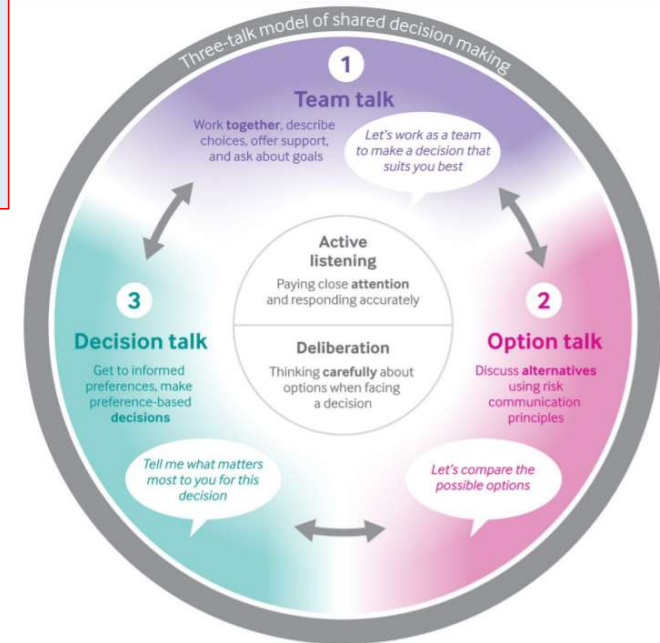 Three-talk model of shared decision making
1
Team talk
Work together, describe
choices, offer support,
and ask about goals
Let's work as a team
to make a decision that
suits you best
Active
listening
Paying close attention
and responding accurately
Deliberation
Thinking carefully about
options when facing
a decision
2
Option talk
Discuss alternatives
using risk
communication
principles
Let's compare the
possible options
3
Decision talk
Get to informed
preferences, make
preference-based
decisions
Tell me what matters
most to you for this
decision